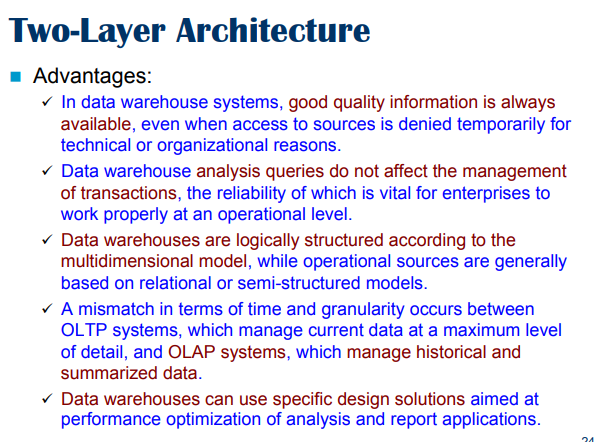 Two-Layer Architecture
Advantages:
✓ In data warehouse systems, good quality information is always
available, even when access to sources is denied temporarily for
technical or organizational reasons.
✓ Data warehouse analysis queries do not affect the management
of transactions, the reliability of which is vital for enterprises to
work properly at an operational level.
✓ Data warehouses are logically structured according to the
multidimensional model, while operational sources are generally
based on relational or semi-structured models.
✓ A mismatch in terms of time and granularity occurs between
OLTP systems, which manage current data at a maximum level
of detail, and OLAP systems, which manage historical and
summarized data.
✓ Data warehouses can use specific design solutions aimed at
performance optimization of analysis and report applications.
24